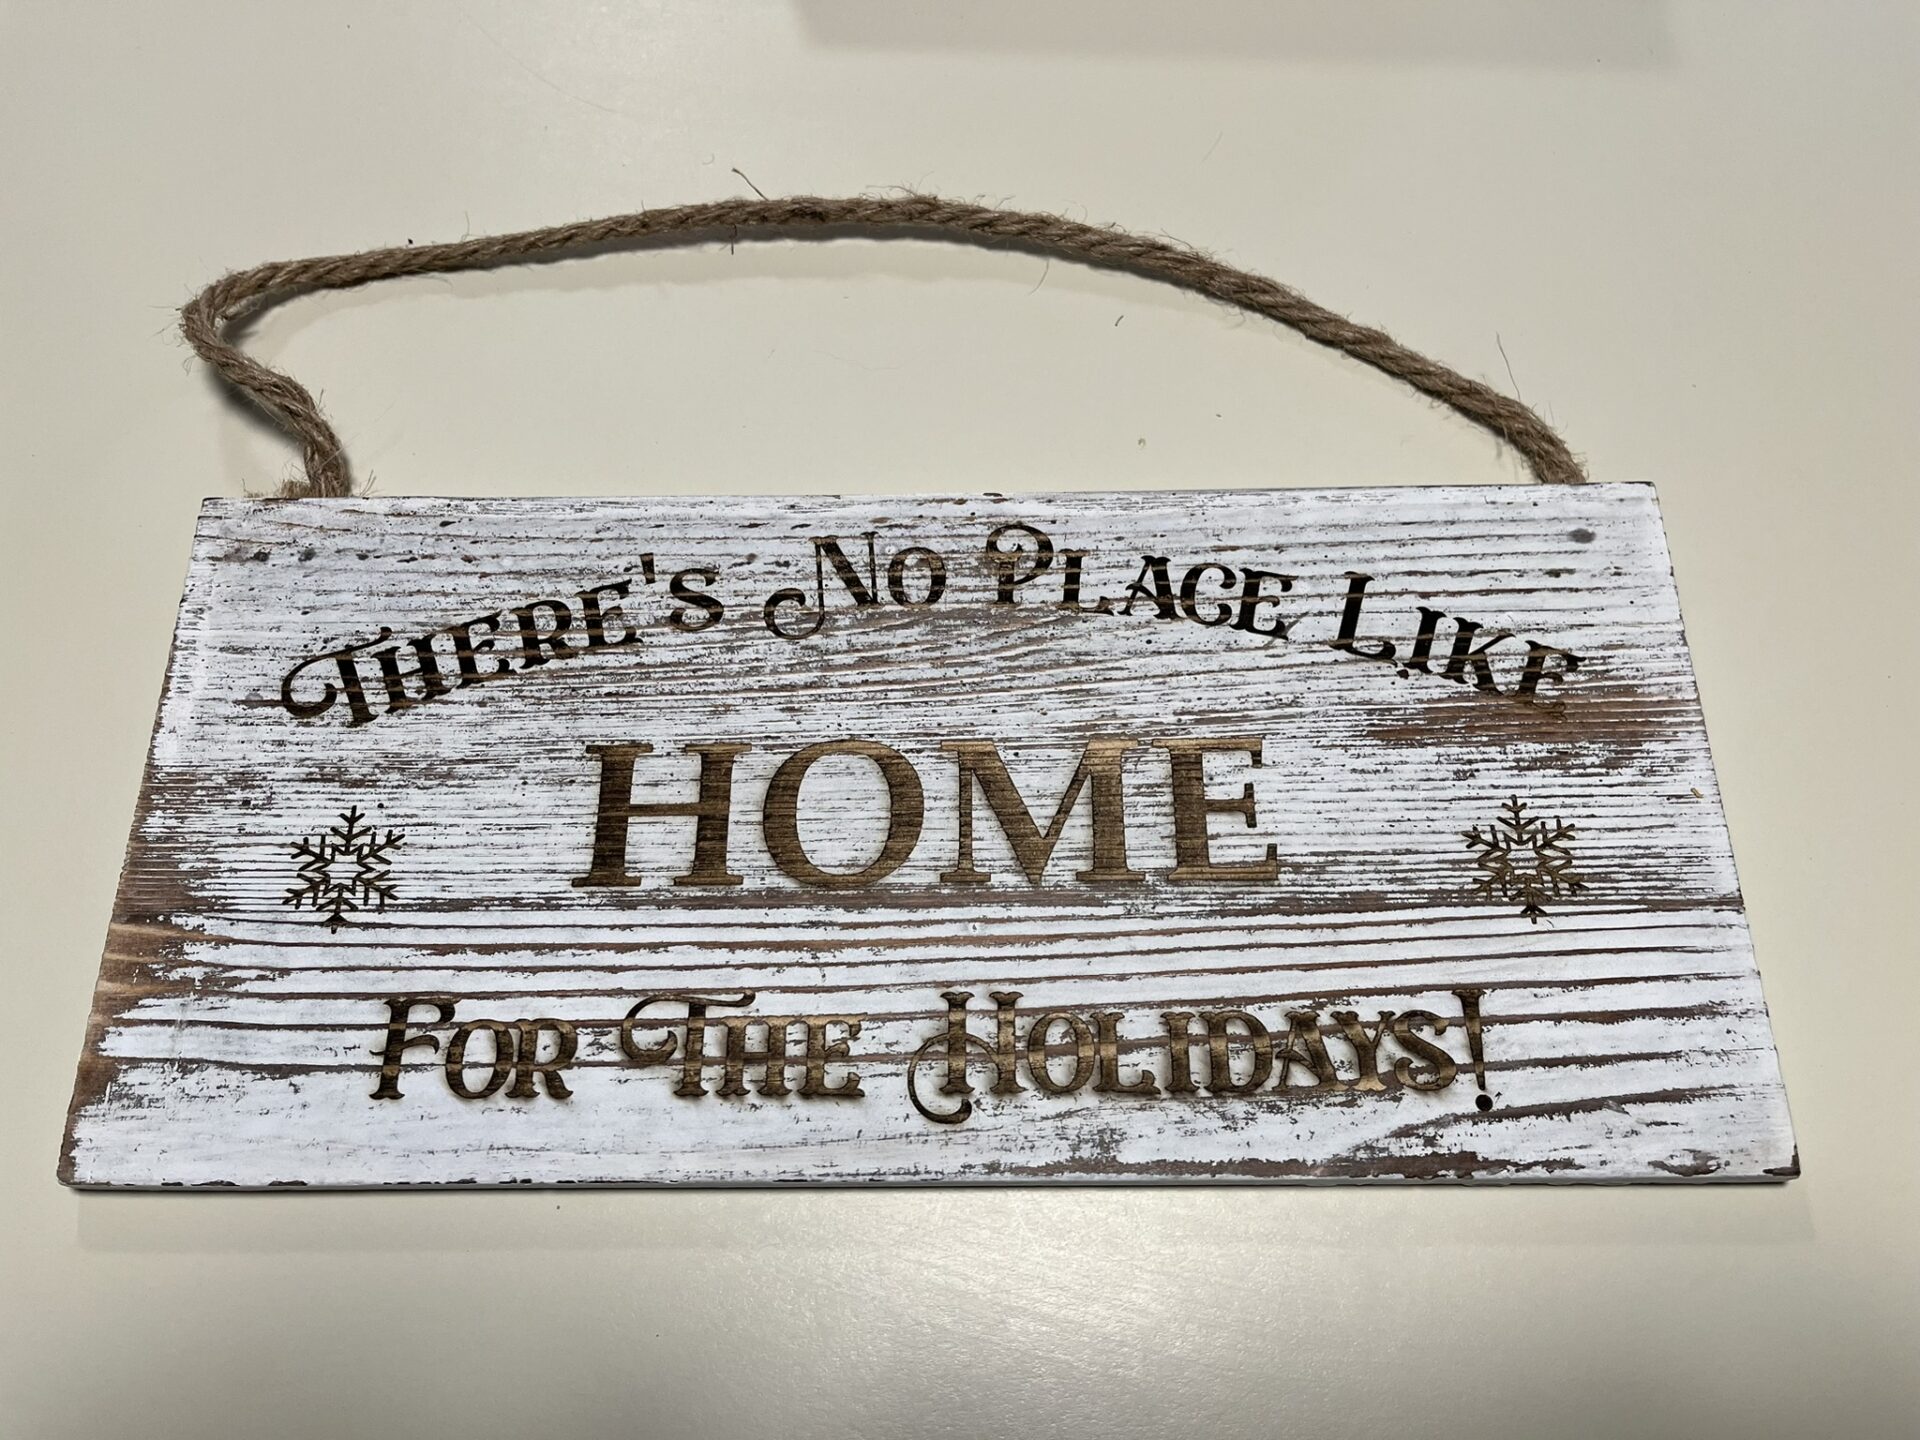 There's No Place Like
HOME
For The Holidays!